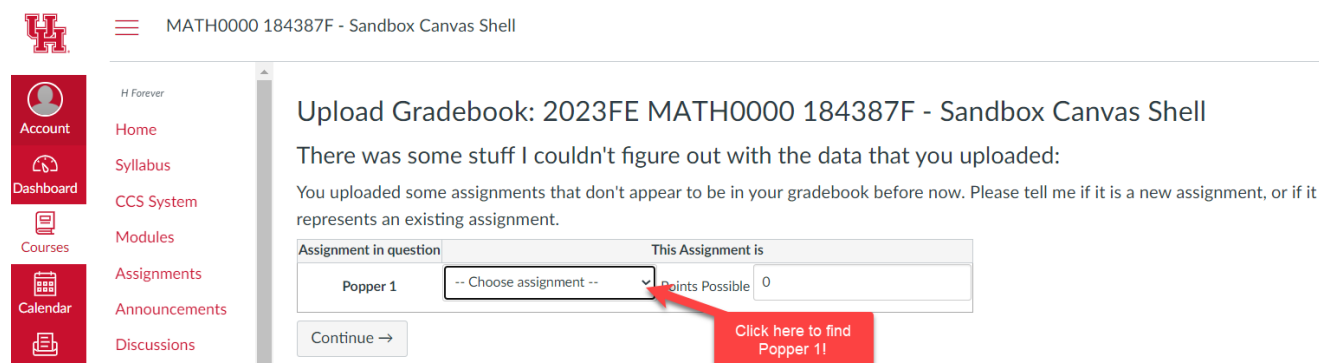 UH
MATH0000 184387F - Sandbox Canvas Shell
Account
Dashboard
Courses
Calendar
H Forever
Home
Syllabus
CCS System
Modules
Assignments
Announcements
Discussions
Upload Gradebook: 2023FE MATH0000 184387F - Sandbox Canvas Shell
There was some stuff I couldn't figure out with the data that you uploaded:
You uploaded some assignments that don't appear to be in your gradebook before now. Please tell me if it is a new assignment, or if it
represents an existing assignment.
Assignment in question This Assignment is
Popper 1 -- Choose assignment -- Points Possible 0
Click here to find
Popper 1!
Continue →